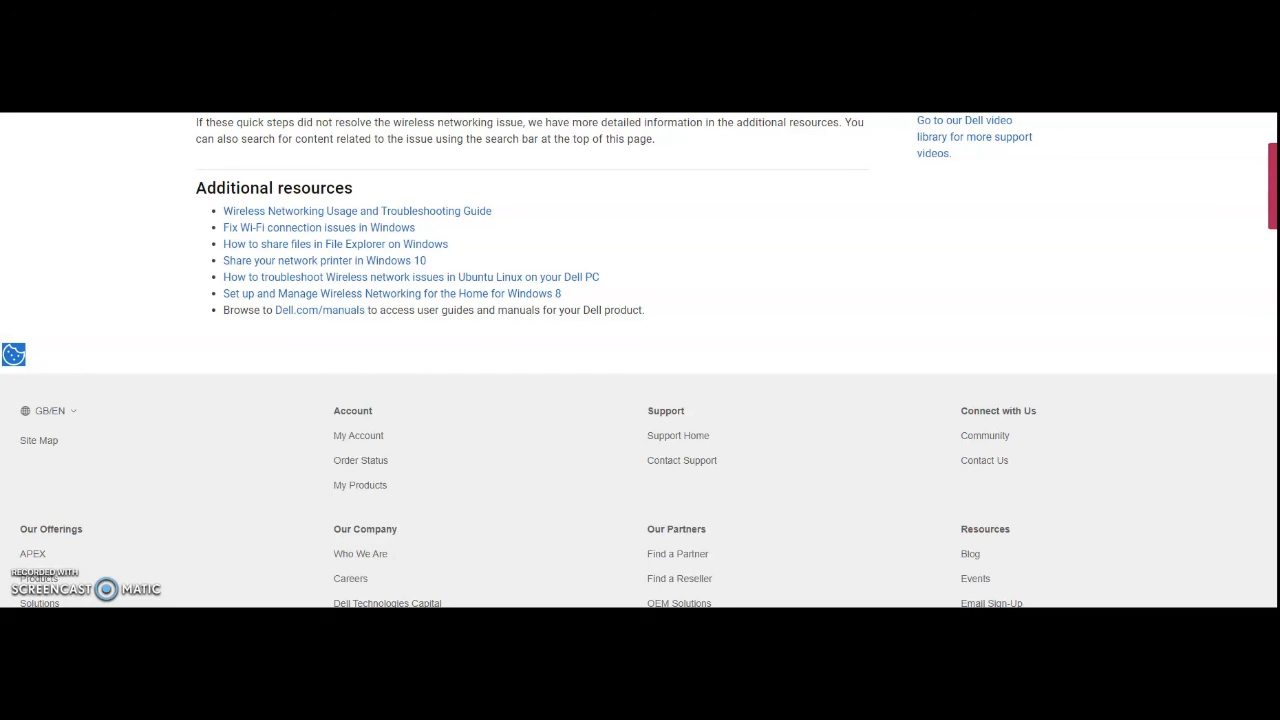 If these quick steps did not resolve the wireless networking issue, we have more detailed information in the additional resources. You
can also search for content related to the issue using the search bar at the top of this page.
Go to our Dell video
library for more support
videos.
Additional resources
Wireless Networking Usage and Troubleshooting Guide
Fix Wi-Fi connection issues in Windows
How to share files in File Explorer on Windows
Share your network printer in Windows 10
How to troubleshoot Wireless network issues in Ubuntu Linux on your Dell PC
Set up and Manage Wireless Networking for the Home for Windows 8
Browse to Dell.com/manuals to access user guides and manuals for your Dell product.
GB/EN
Site Map
Account
My Account
Order Status
My Products
Support
Support Home
Contact Support
Connect with Us
Community
Contact Us
Our Offerings
APEX
Products
Solutions
Our Company
Who We Are
Careers
Dell Technologies Capital
Our Partners
Find a Partner
Find a Reseller
OEM Solutions
Resources
Blog
Events
Email Sign-Up
RECORDED WITH
SCREENCAST MATIC